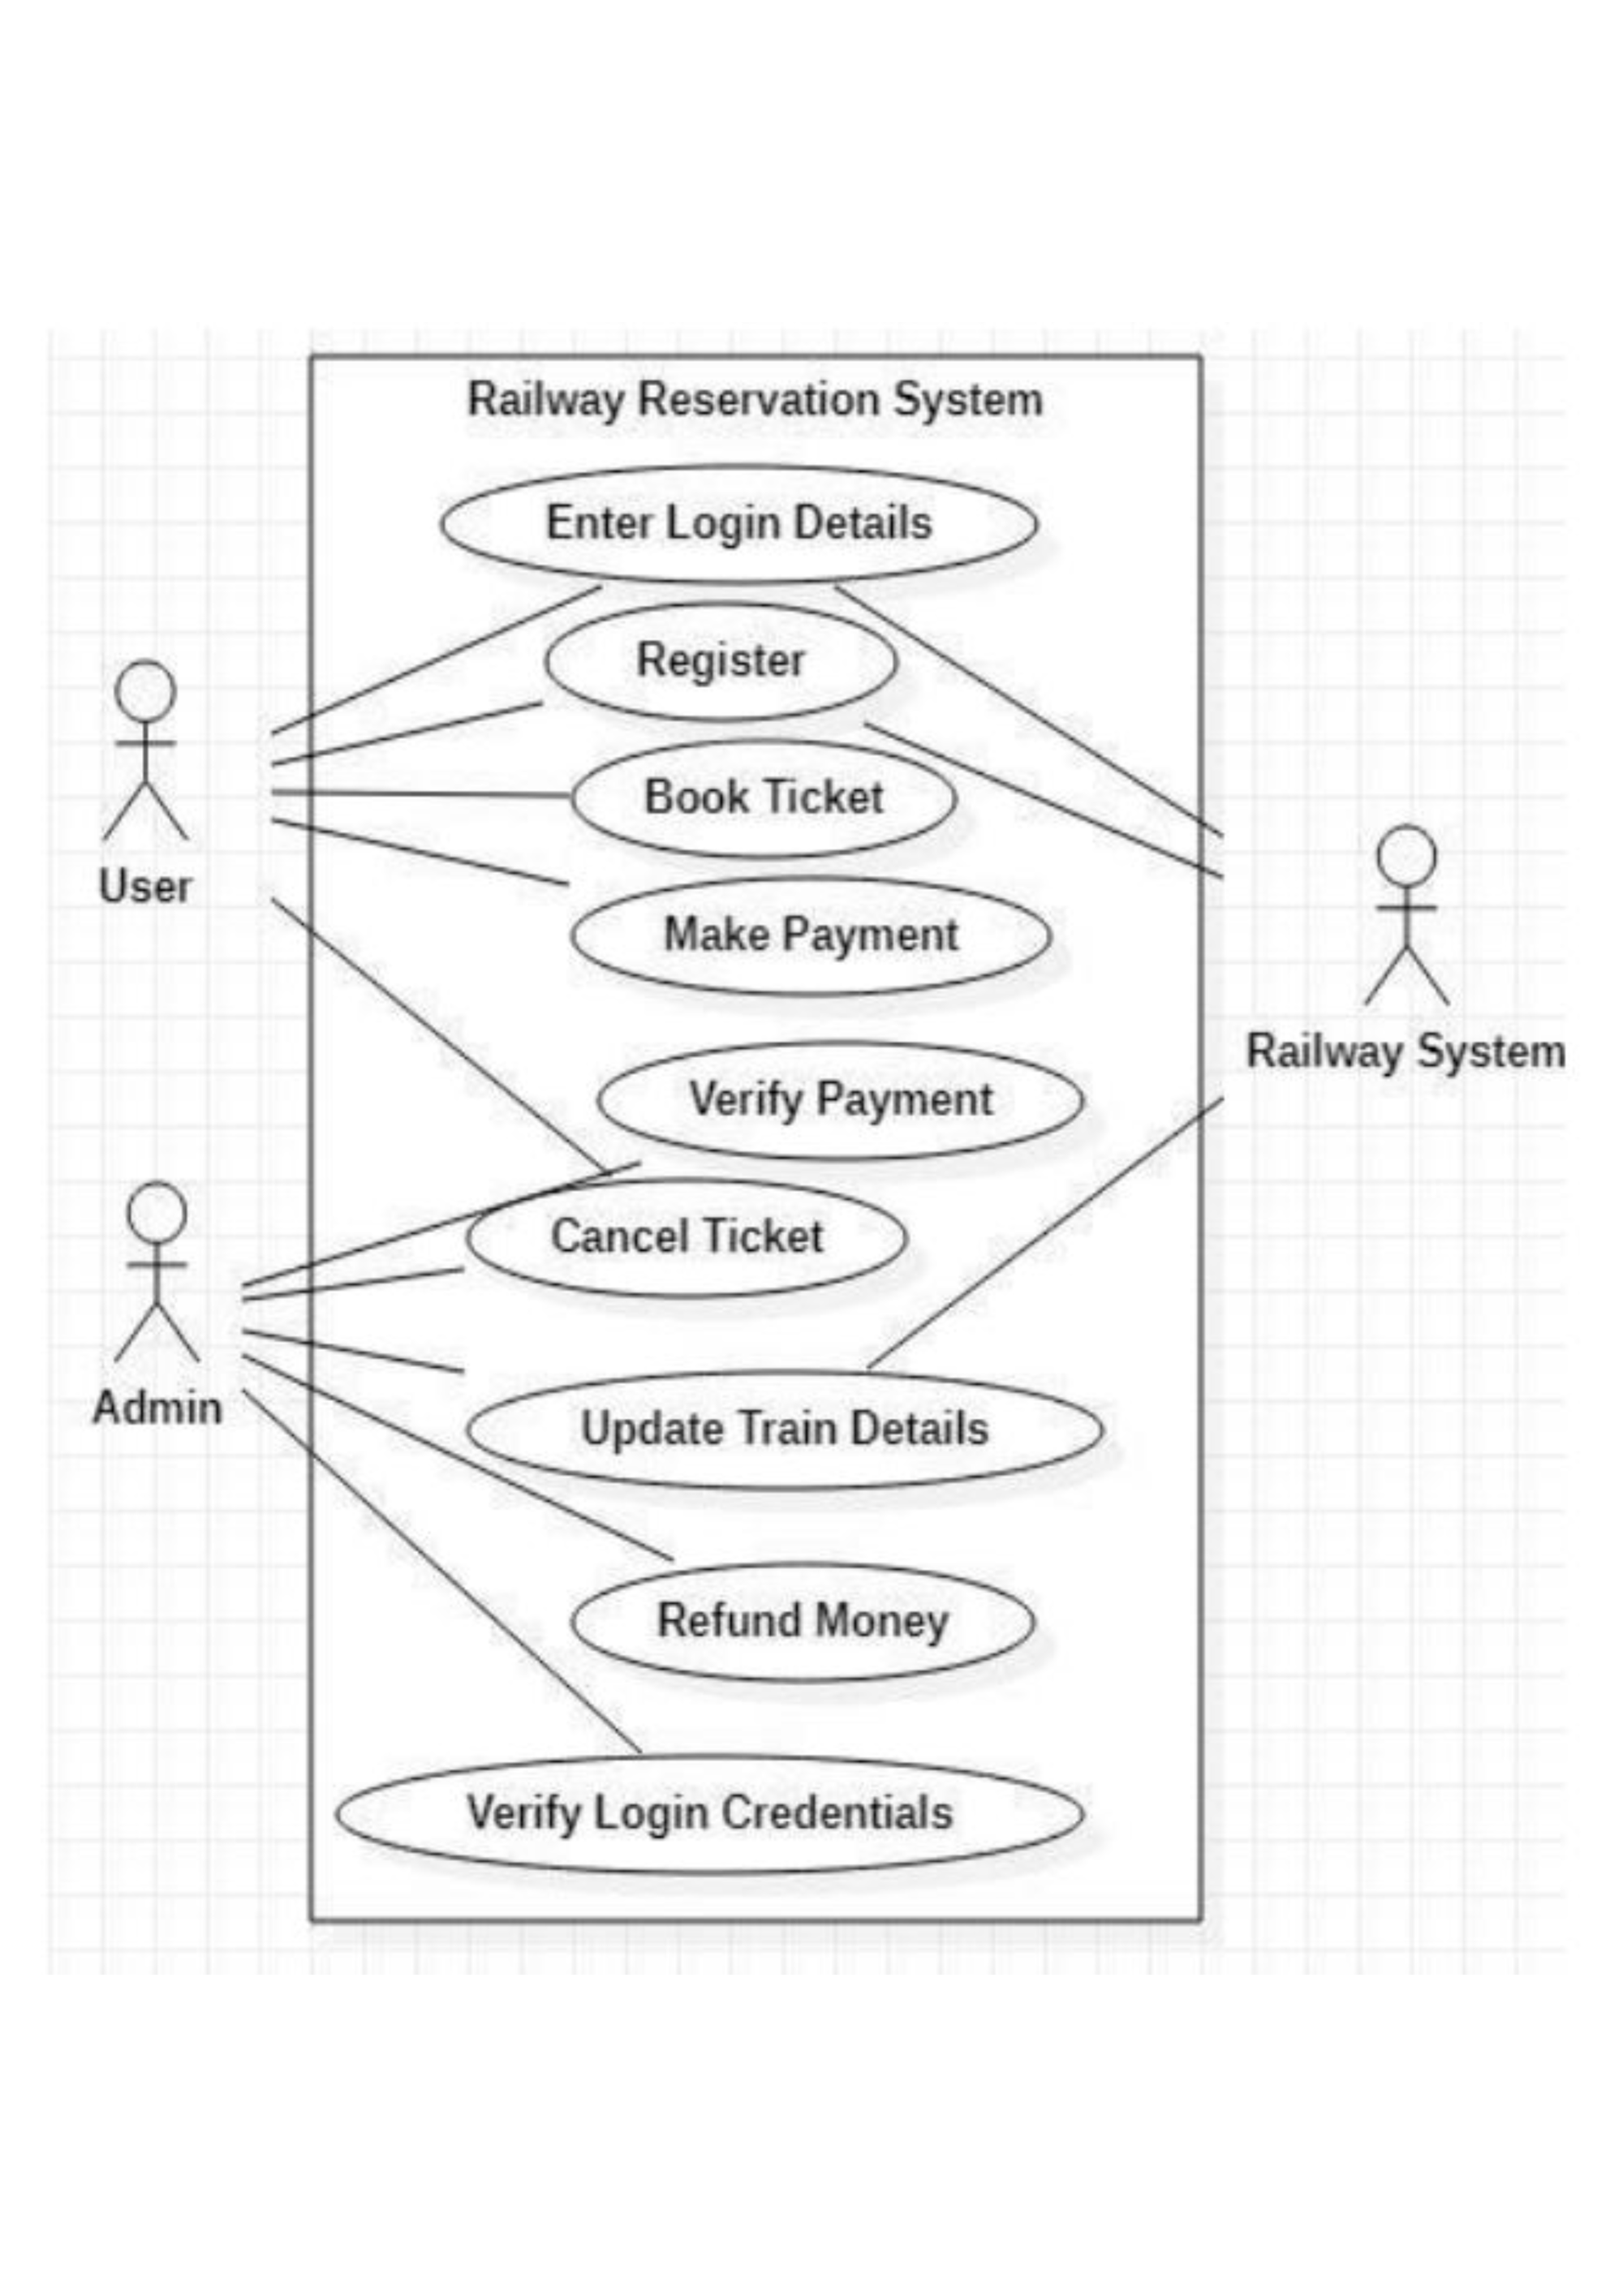 Railway Reservation System
Enter Login Details
Register
Book Ticket
User
Make Payment
Railway System
Verify Payment
Cancel Ticket
Admin
Update Train Details
Refund Money
Verify Login Credentials